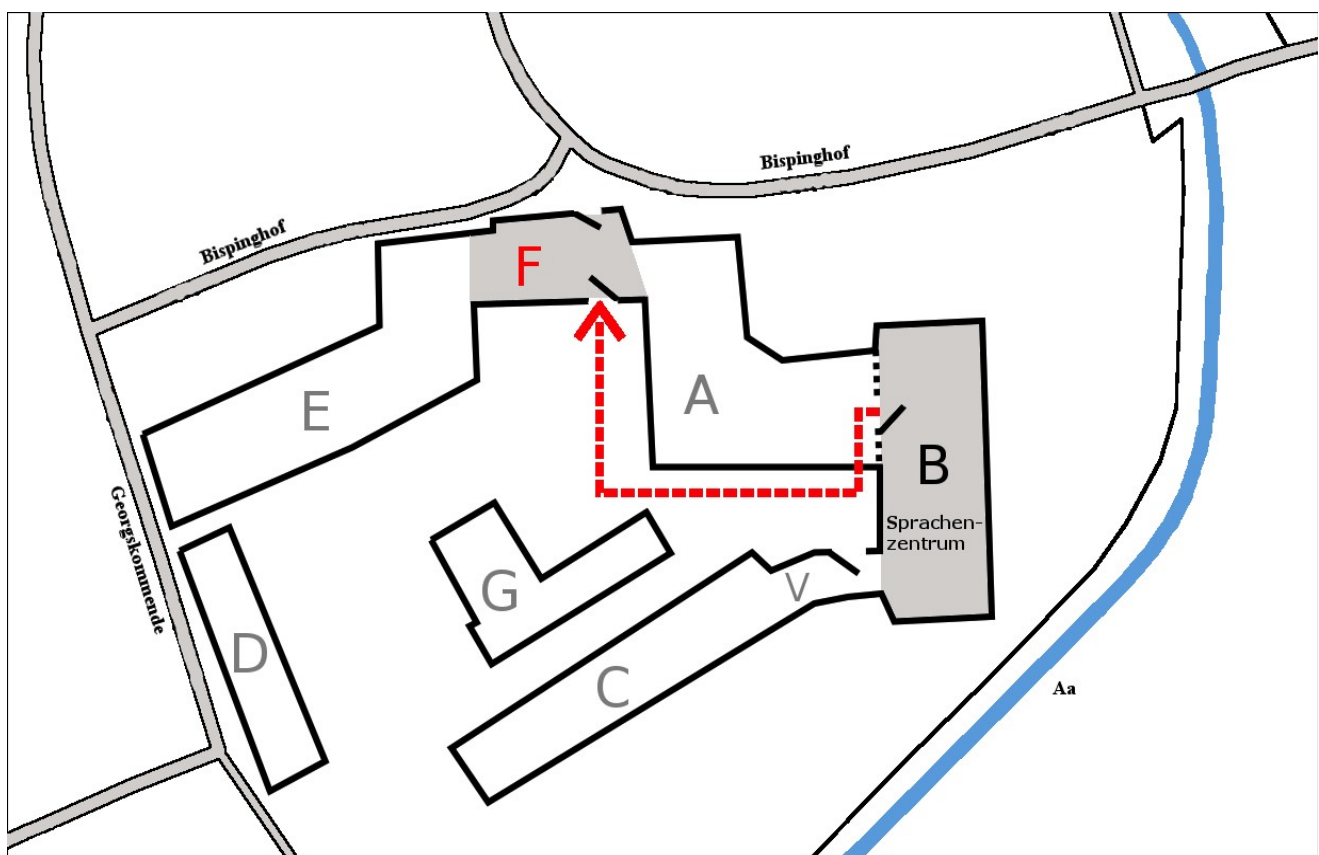 Bispinghof
Bispinghof
F
A
E
B
Sprachen-
zentrum
Georgskommende
G
V
D
C
Aa